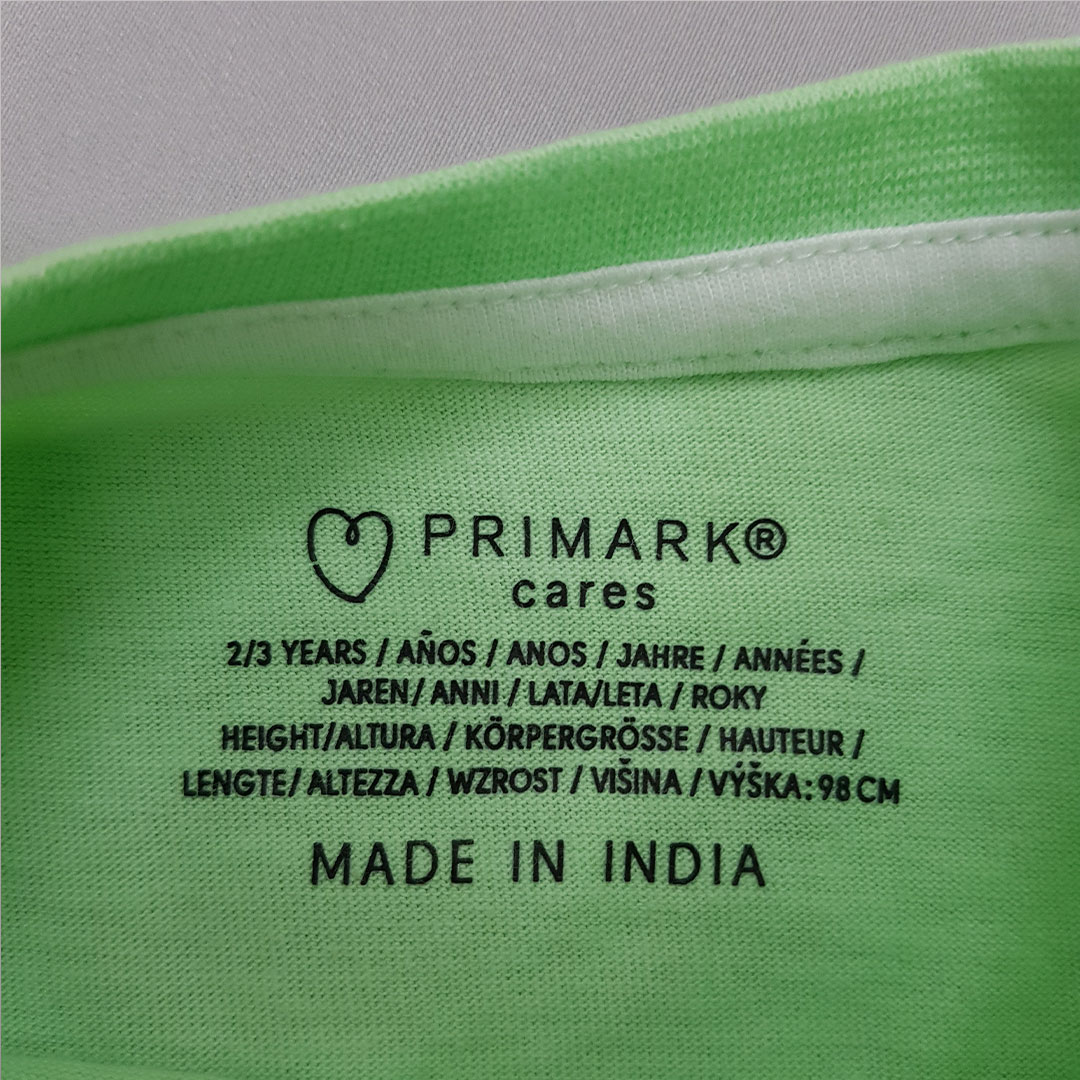 PRIMARK®
cares
2/3 YEARS / AÑOS / ANOS / JAHRE / ANNÉES /
JAREN/ ANNI / LATA/LETA / ROKY
HEIGHT/ALTURA / KÖRPERGRÖSSE / HAUTEUR /
LENGTE/ ALTEZZA / WZROST / VIŠINA / VÝŠKA: 98 CM
MADE IN INDIA